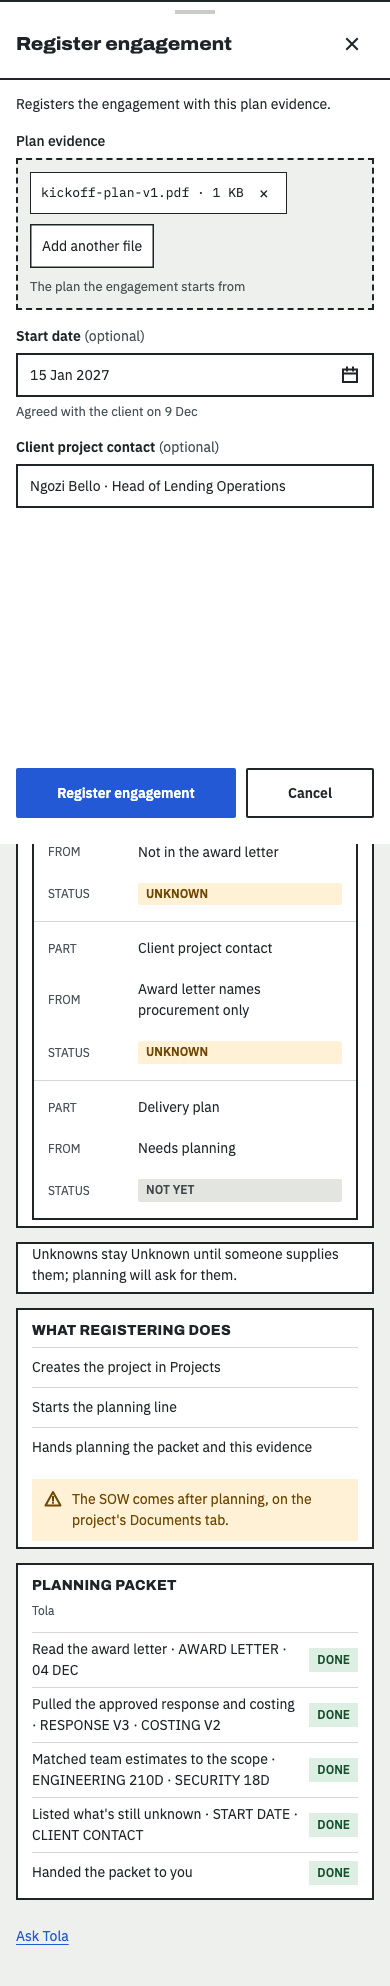 Register engagement
Registers the engagement with this plan evidence.
Plan evidence
kickoff-plan-v1.pdf · 1 KB ×
Add another file
The plan the engagement starts from
Start date (optional)
15 Jan 2027
Agreed with the client on 9 Dec
Client project contact (optional)
Ngozi Bello · Head of Lending Operations
Register engagement Cancel
FROM Not in the award letter
STATUS UNKNOWN
PART Client project contact
FROM Award letter names
procurement only
STATUS UNKNOWN
PART Delivery plan
FROM Needs planning
STATUS NOT YET
Unknowns stay Unknown until someone supplies
them; planning will ask for them.
WHAT REGISTERING DOES
Creates the project in Projects
Starts the planning line
Hands planning the packet and this evidence
The SOW comes after planning, on the
project's Documents tab.
PLANNING PACKET
Tola
Read the award letter · AWARD LETTER ·
04 DEC DONE
Pulled the approved response and costing
· RESPONSE V3 · COSTING V2 DONE
Matched team estimates to the scope ·
ENGINEERING 210D · SECURITY 18D DONE
Listed what's still unknown · START DATE ·
CLIENT CONTACT DONE
Handed the packet to you DONE
Ask Tola